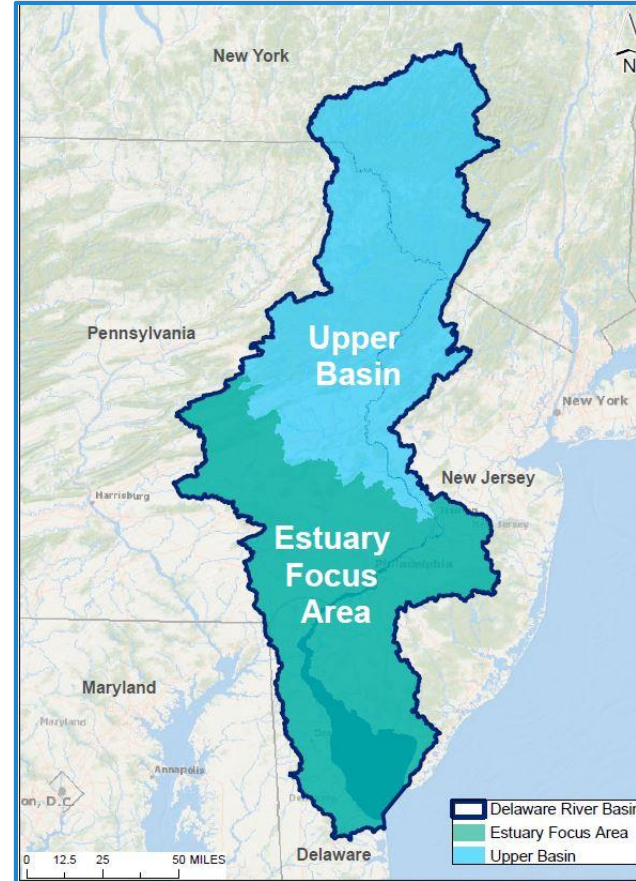 New York
N
Pennsylvania
Upper
Basin
New York
New Jersey
Harrisburg
Estuary
Focus
Area
Philadelphia
Maryland
Maryland
Annapolis
on, D.C.
Delaware River Basin
Estuary Focus Area
Upper Basin
0 12.5 25 50 MILES
Delaware